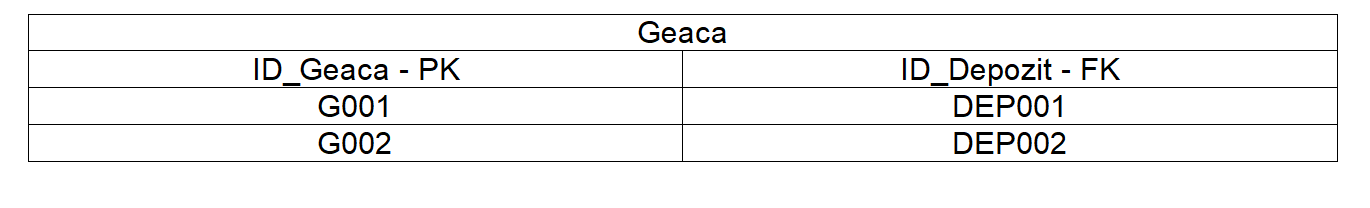 Geaca
ID_Geaca - PK ID_Depozit - FK
G001 DEP001
G002 DEP002